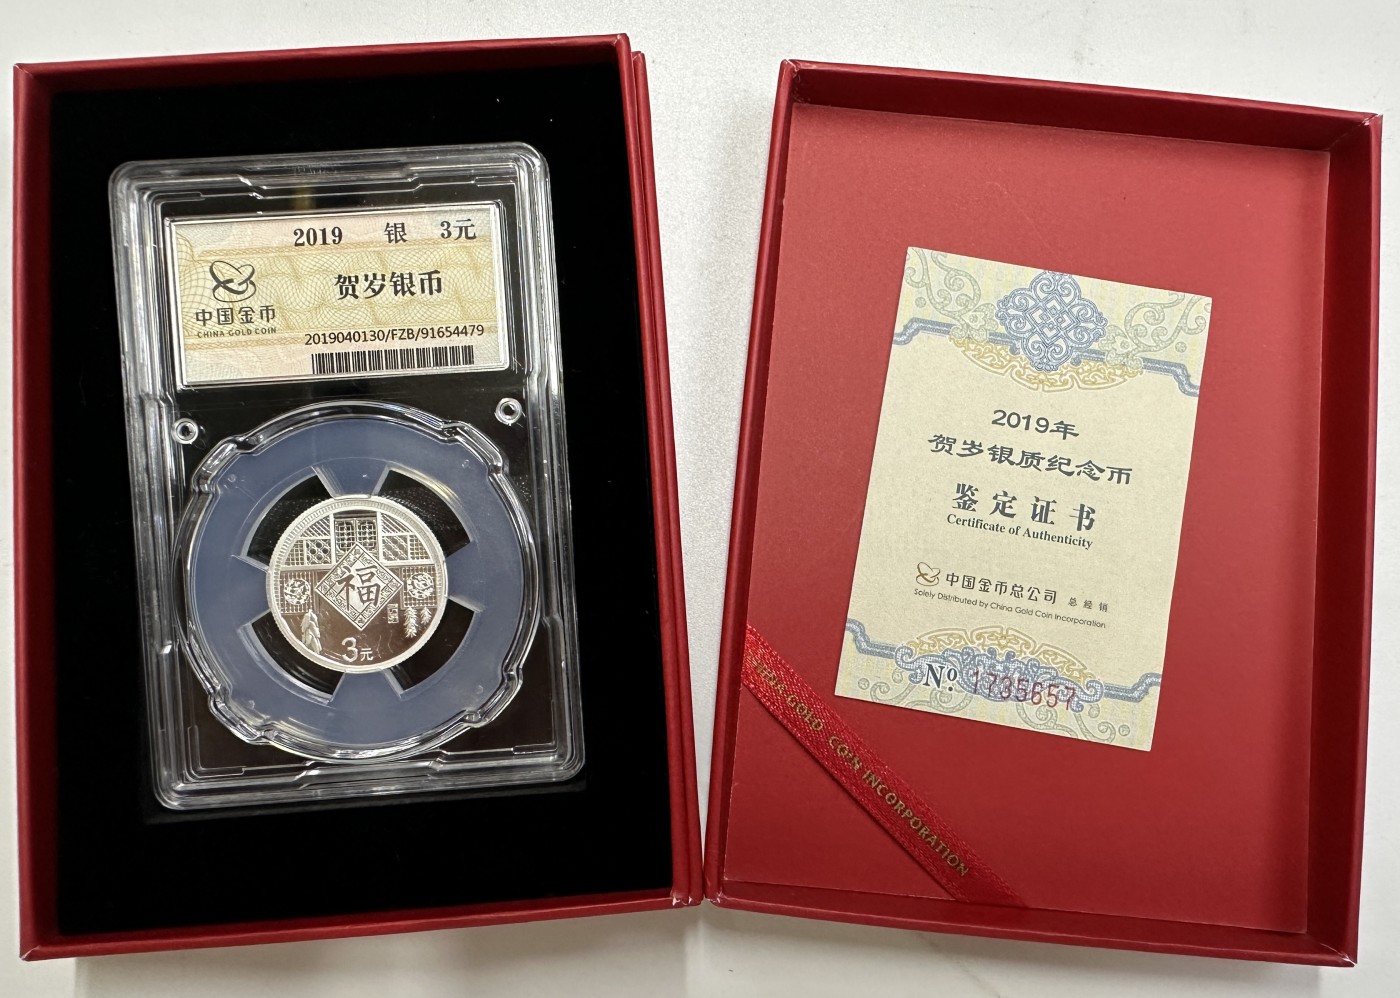 2019 银 3元
贺岁银币
中国金币
CHINA GOLD COIN
2019040130/FZB/91654479
福
3元
2019年
贺岁银质纪念币
鉴定证书
Certificate of Authenticity
中国金币总公司 总经销
Solely Distributed by China Gold Coin Incorporation
No. 1735657
CHINA GOLD COIN INCORPORATION